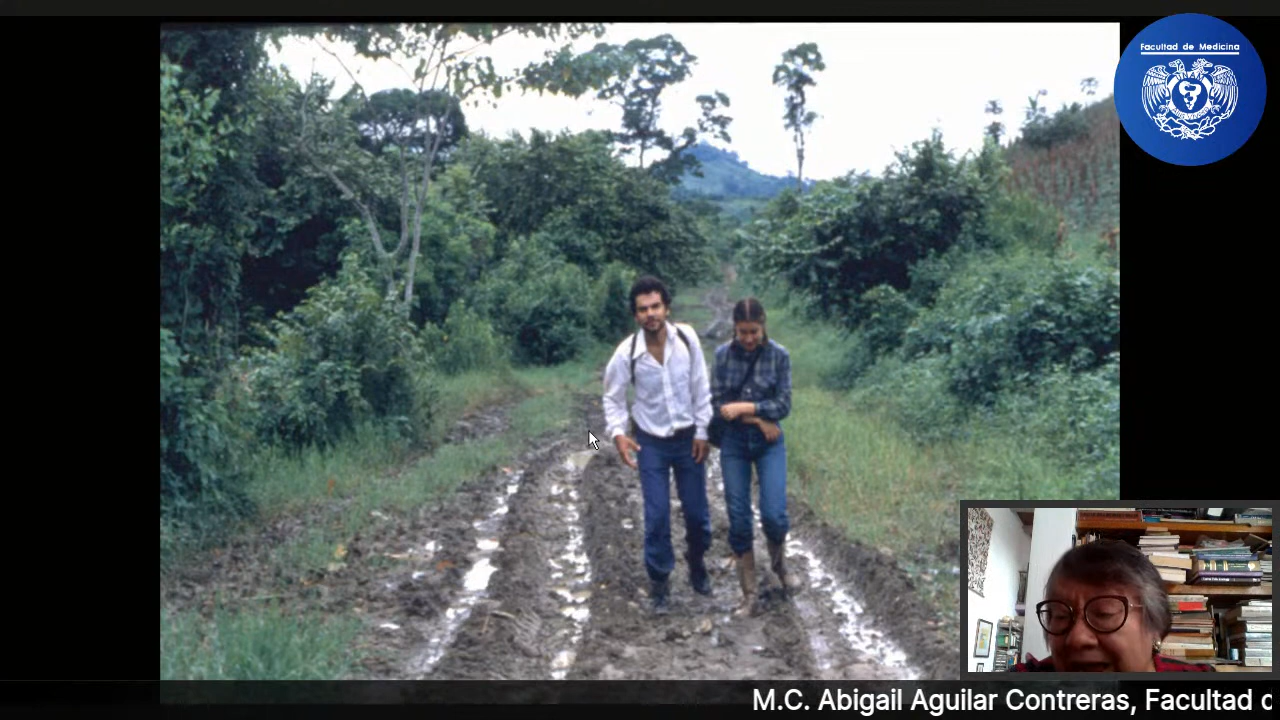 Facultad de Medicina
M.C. Abigail Aguilar Contreras, Facultad d